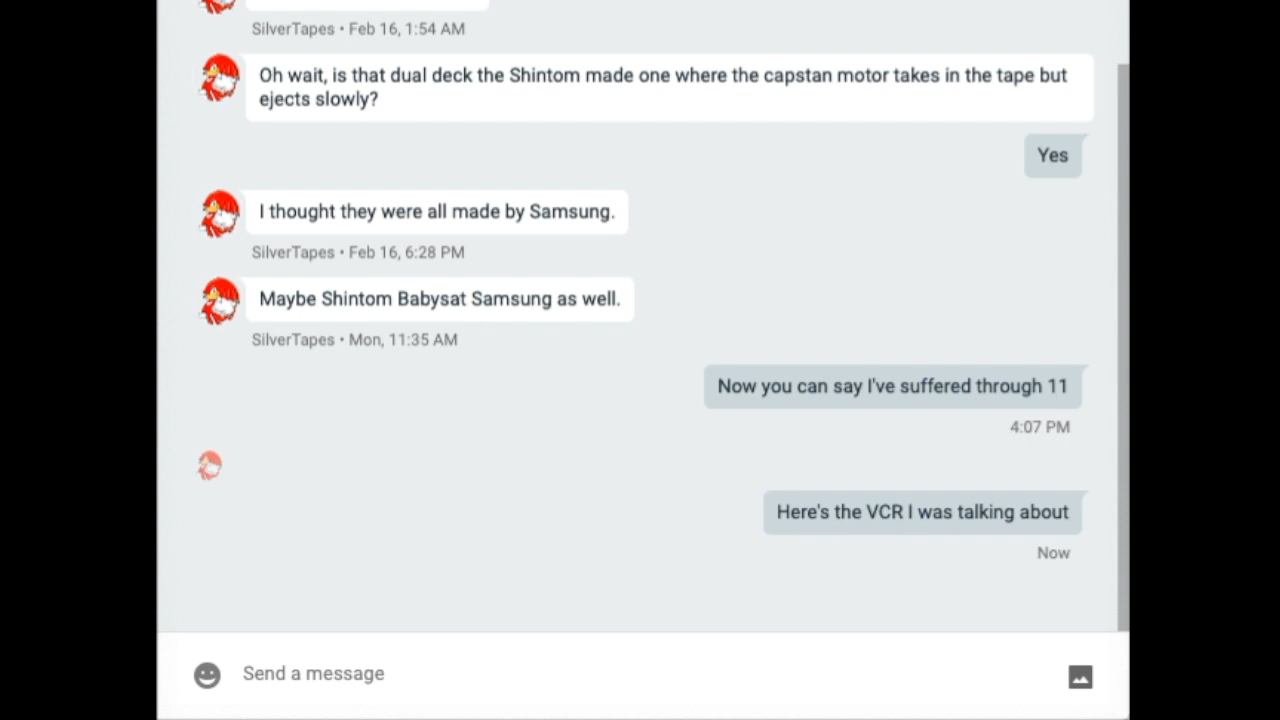 SilverTapes • Feb 16, 1:54 AM
Oh wait, is that dual deck the Shintom made one where the capstan motor takes in the tape but
ejects slowly?
Yes
I thought they were all made by Samsung.
SilverTapes • Feb 16, 6:28 PM
Maybe Shintom Babysat Samsung as well.
SilverTapes • Mon, 11:35 AM
Now you can say I've suffered through 11
4:07 PM
Here's the VCR I was talking about
Now
Send a message